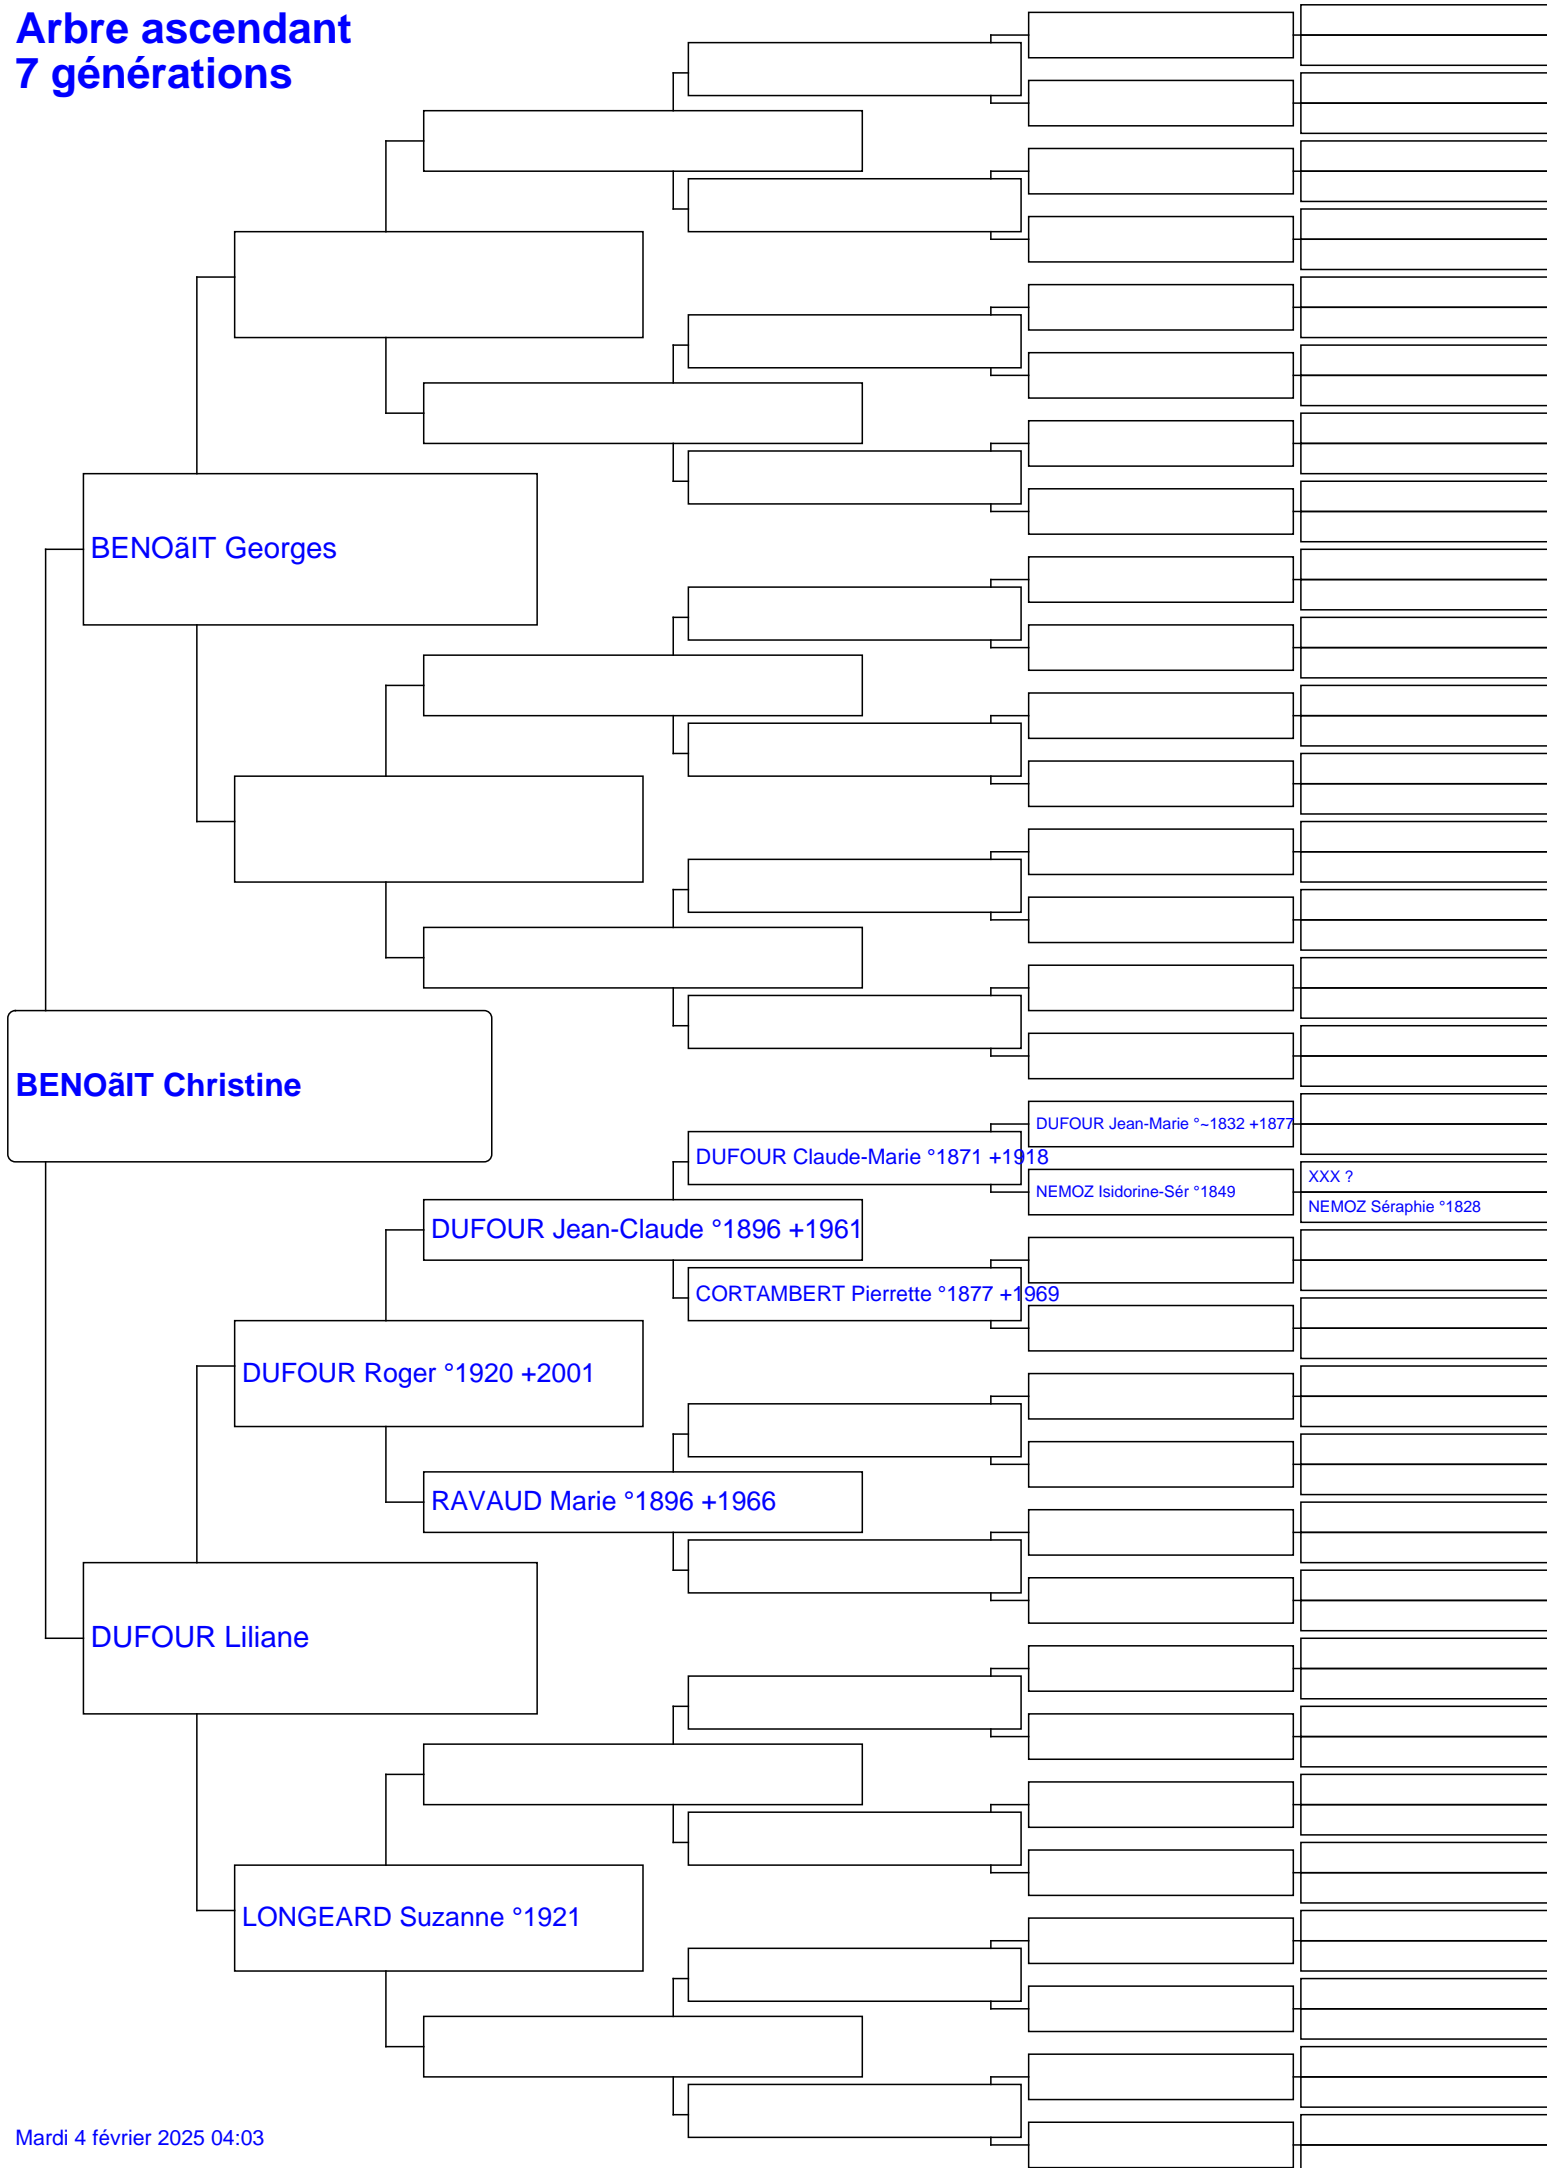 Arbre ascendant
7 générations
BENOãIT Georges
BENOãIT Christine
DUFOUR Jean-Marie °~1832 +1877
DUFOUR Claude-Marie °1871 +1918
XXX ?
NEMOZ Isidorine-Sér °1849
NEMOZ Séraphie °1828
DUFOUR Jean-Claude °1896 +1961
CORTAMBERT Pierrette °1877 +1969
DUFOUR Roger °1920 +2001
RAVAUD Marie °1896 +1966
DUFOUR Liliane
LONGEARD Suzanne °1921
Mardi 4 février 2025 04:03